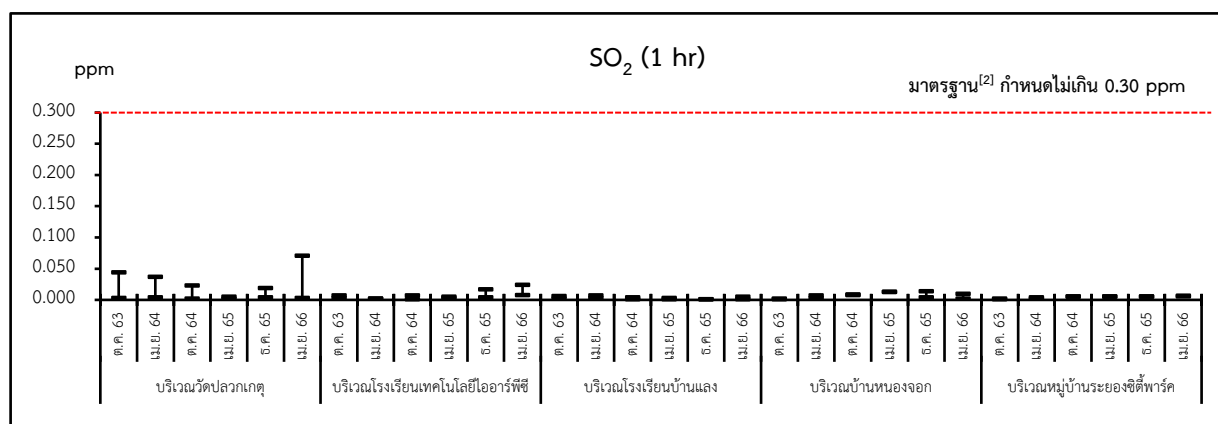 SO₂ (1 hr)
ppm
มาตรฐาน[2] กำหนดไม่เกิน 0.30 ppm
0.300
0.250
0.200
0.150
0.100
0.050
0.000
ต.ค. 63 เม.ย. 64 ต.ค. 64 เม.ย. 65 ธ.ค. 65 เม.ย. 66 ต.ค. 63 เม.ย. 64 ต.ค. 64 เม.ย. 65 ธ.ค. 65 เม.ย. 66 ต.ค. 63 เม.ย. 64 ต.ค. 64 เม.ย. 65 ธ.ค. 65 เม.ย. 66 ต.ค. 63 เม.ย. 64 ต.ค. 64 เม.ย. 65 ธ.ค. 65 เม.ย. 66 ต.ค. 63 เม.ย. 64 ต.ค. 64 เม.ย. 65 ธ.ค. 65 เม.ย. 66
บริเวณวัดปลวกเกตุ บริเวณโรงเรียนเทคโนโลยีไออาร์พีซี บริเวณโรงเรียนบ้านแลง บริเวณบ้านหนองจอก บริเวณหมู่บ้านระยองซิตี้พาร์ค